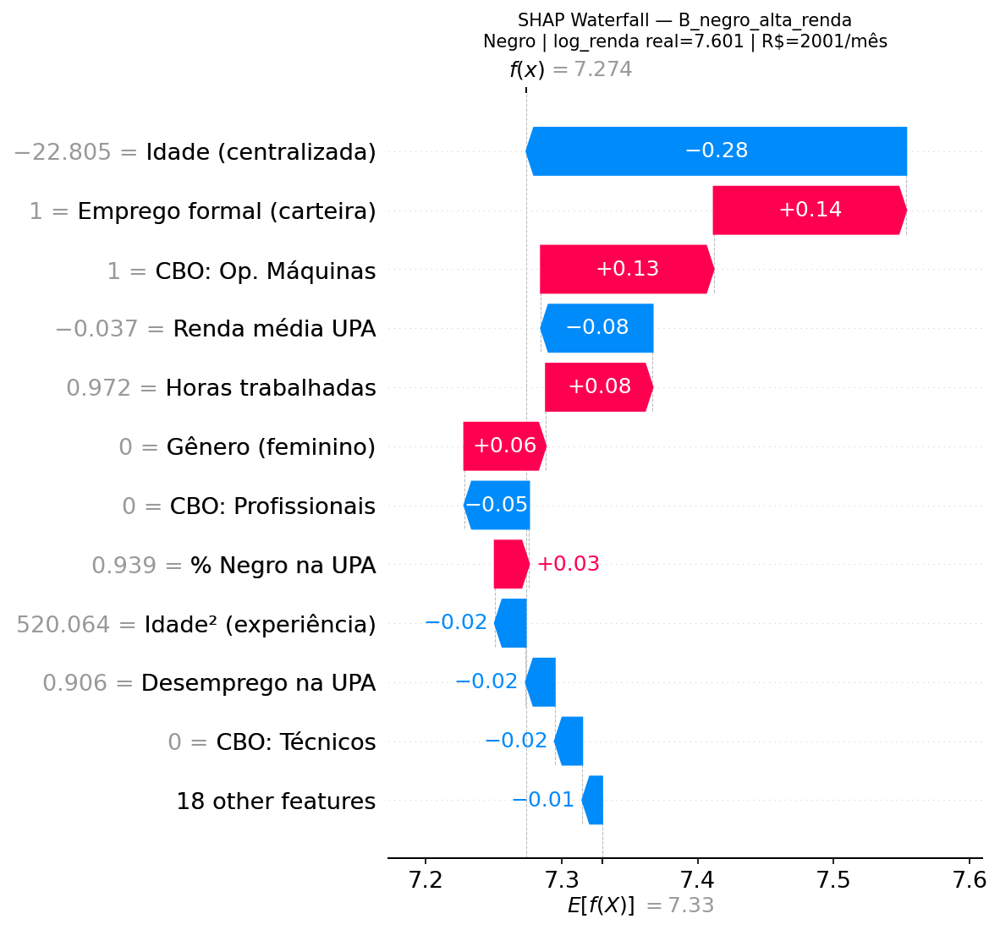 SHAP Waterfall — B_negro_alta_renda
Negro | log_renda real=7.601 | R$=2001/mês
f(x) = 7.274
−22.805 = Idade (centralizada)
−0.28
1 = Emprego formal (carteira)
+0.14
1 = CBO: Op. Máquinas
+0.13
−0.037 = Renda média UPA
−0.08
0.972 = Horas trabalhadas
+0.08
0 = Gênero (feminino)
+0.06
0 = CBO: Profissionais
−0.05
0.939 = % Negro na UPA
+0.03
520.064 = Idade² (experiência)
−0.02
0.906 = Desemprego na UPA
−0.02
0 = CBO: Técnicos
−0.02
18 other features
−0.01
7.2 7.3 7.4 7.5 7.6
E[f(X)] = 7.33